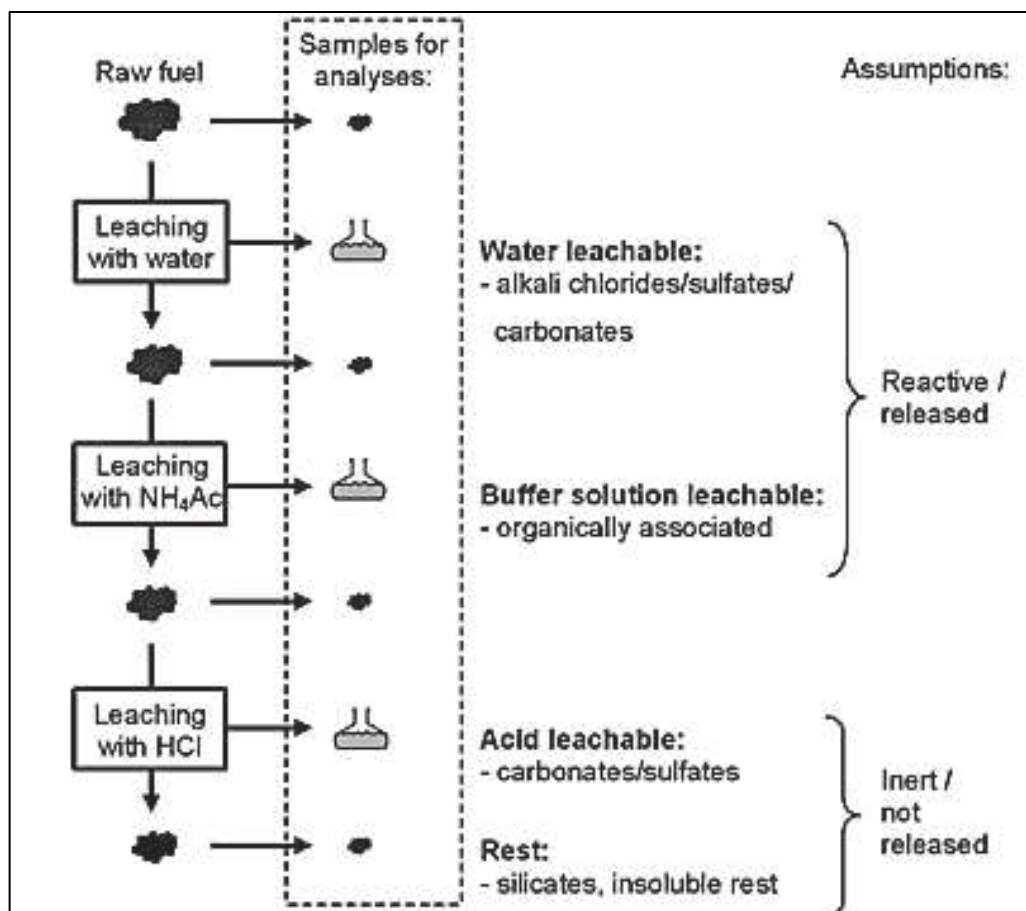 Samples for
analyses:
Raw fuel
Assumptions:
Leaching
with water
Water leachable:
- alkali chlorides/sulfates/
carbonates
Reactive /
released
Leaching
with NH₄Ac
Buffer solution leachable:
- organically associated
Leaching
with HCl
Acid leachable:
- carbonates/sulfates
Inert /
not
released
Rest:
- silicates, insoluble rest